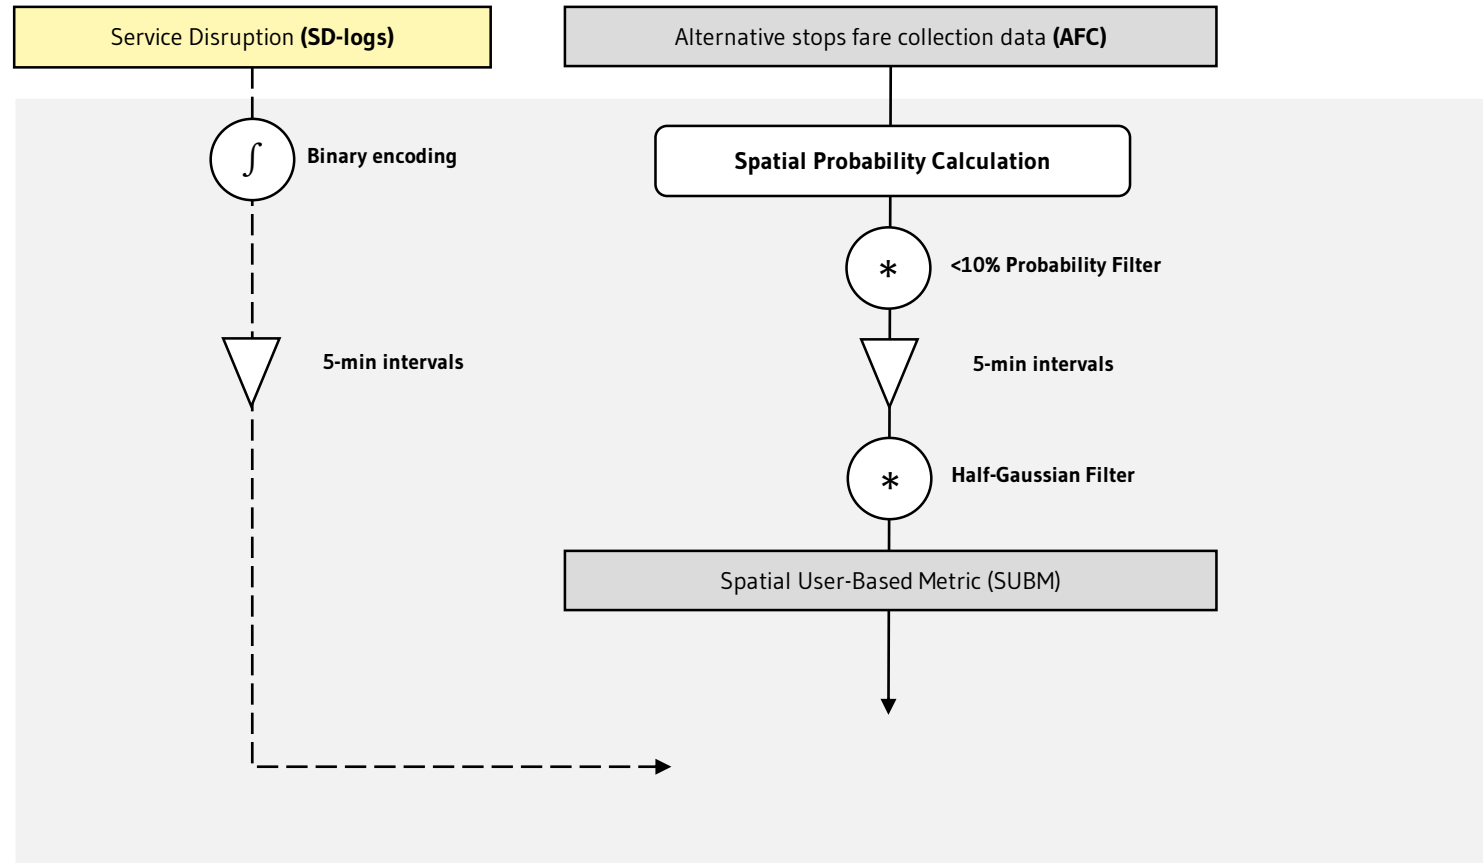 Service Disruption (SD-logs)
Alternative stops fare collection data (AFC)
∫
Binary encoding
Spatial Probability Calculation
*
<10% Probability Filter
5-min intervals
5-min intervals
*
Half-Gaussian Filter
Spatial User-Based Metric (SUBM)